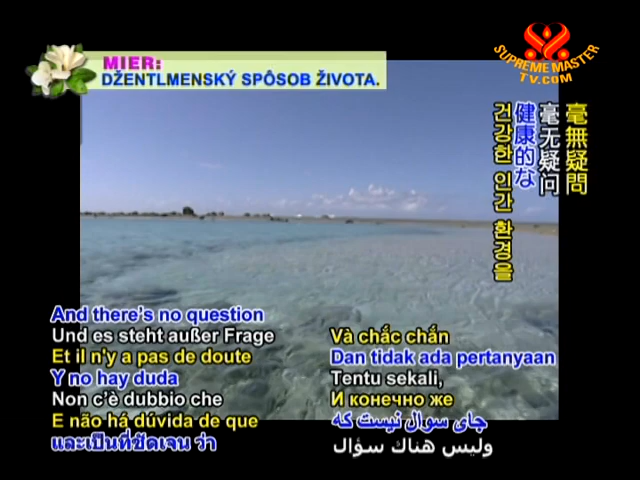 MIER:
DŽENTLMENSKÝ SPÔSOB ŽIVOTA.
SUPREME MASTER
TV.COM
毫無疑問
毫无疑问
健康的な
건강한 인간 환경을
And there's no question
Und es steht außer Frage
Et il n'y a pas de doute
Y no hay duda
Non c'è dubbio che
E não há dúvida de que
และเป็นที่ชัดเจน ว่า
Và chắc chắn
Dan tidak ada pertanyaan
Tentu sekali,
И конечно же
جای سوال نیست که
وليس هناك سؤال